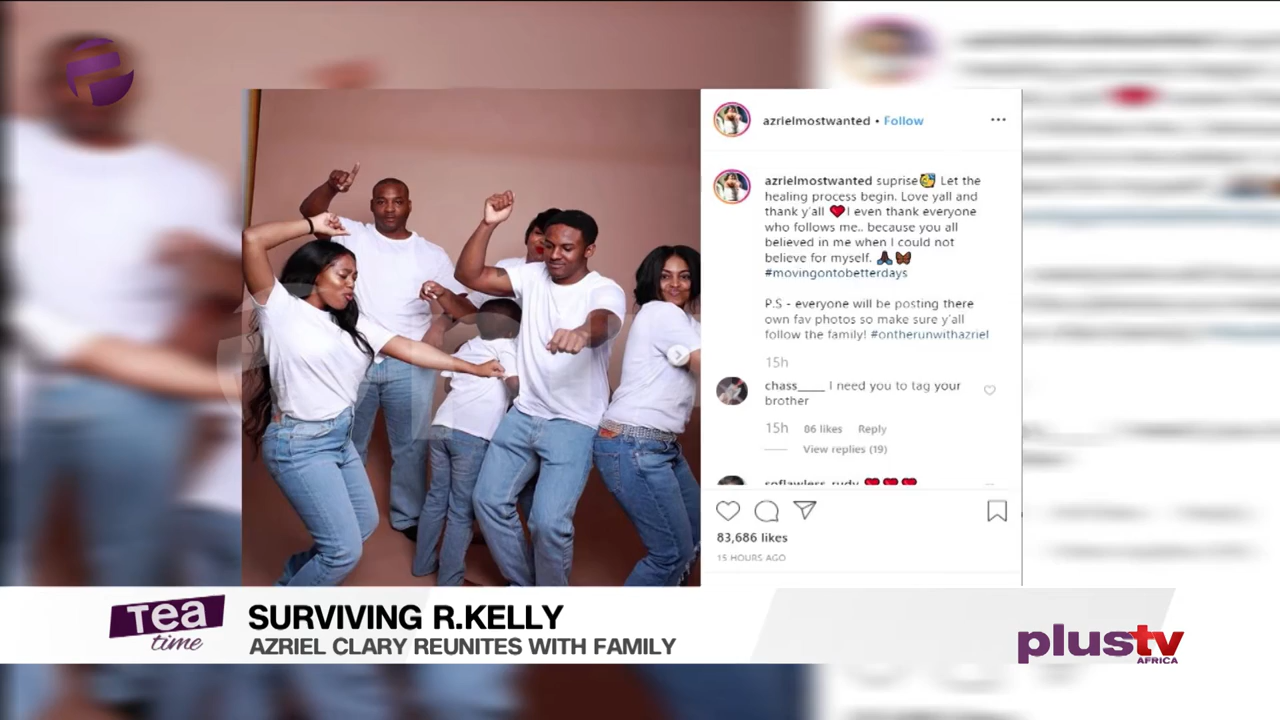 azrielmostwanted • Follow
azrielmostwanted suprise Let the
healing process begin. Love yall and
thank y'all I even thank everyone
who follows me.. because you all
believed in me when I could not
believe for myself.
#movingontobetterdays
P.S - everyone will be posting there
own fav photos so make sure y'all
follow the family! #ontherunwithazriel
15h
chass____ I need you to tag your
brother
15h 86 likes Reply
View replies (19)
soflawless_rudy
83,686 likes
15 HOURS AGO
Tea
time
SURVIVING R.KELLY
AZRIEL CLARY REUNITES WITH FAMILY
plustv
AFRICA